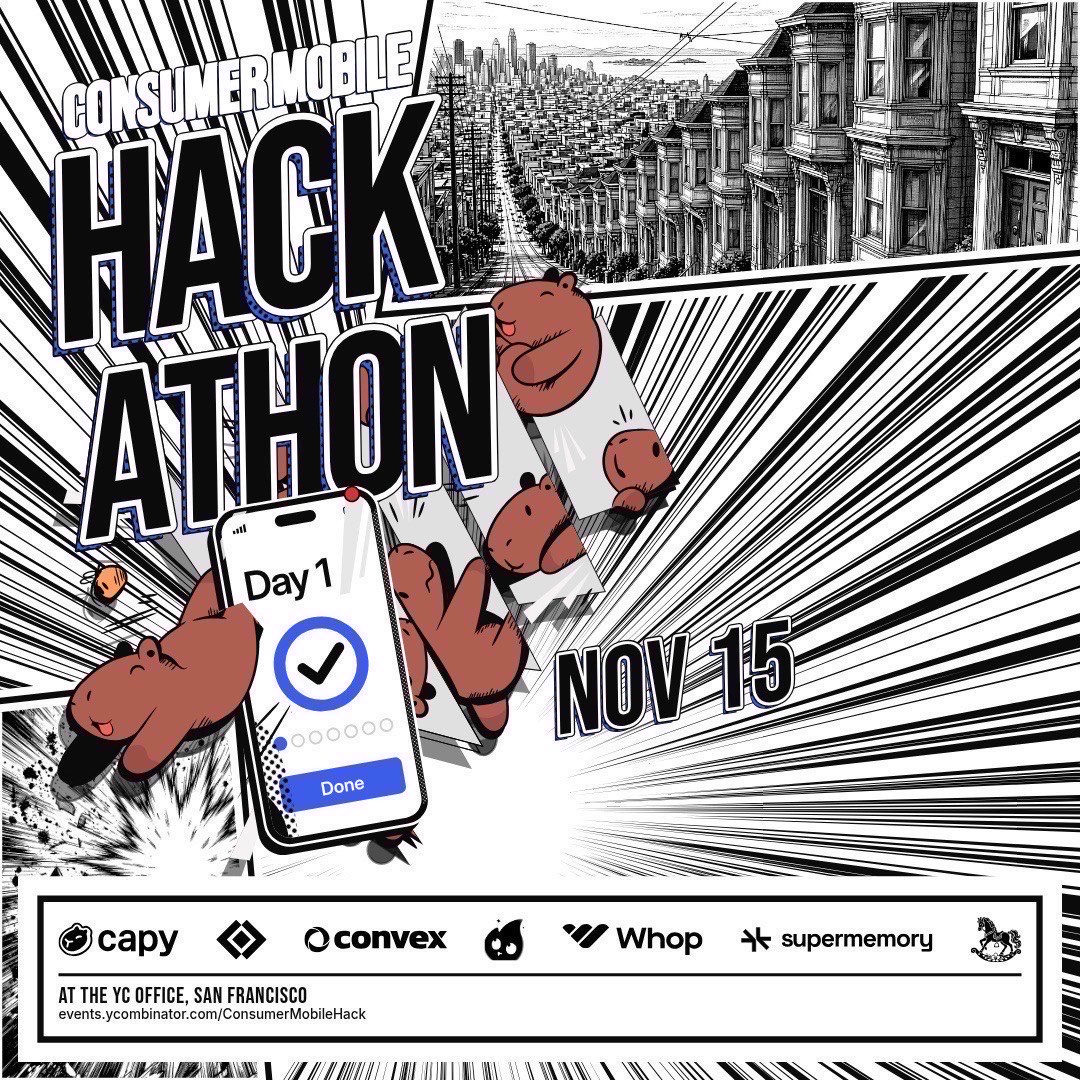 CONSUMER MOBILE
HACK
ATHON
Day 1
Done
NOV 15
capy
convex
Whop
supermemory
AT THE YC OFFICE, SAN FRANCISCO
events.ycombinator.com/ConsumerMobileHack